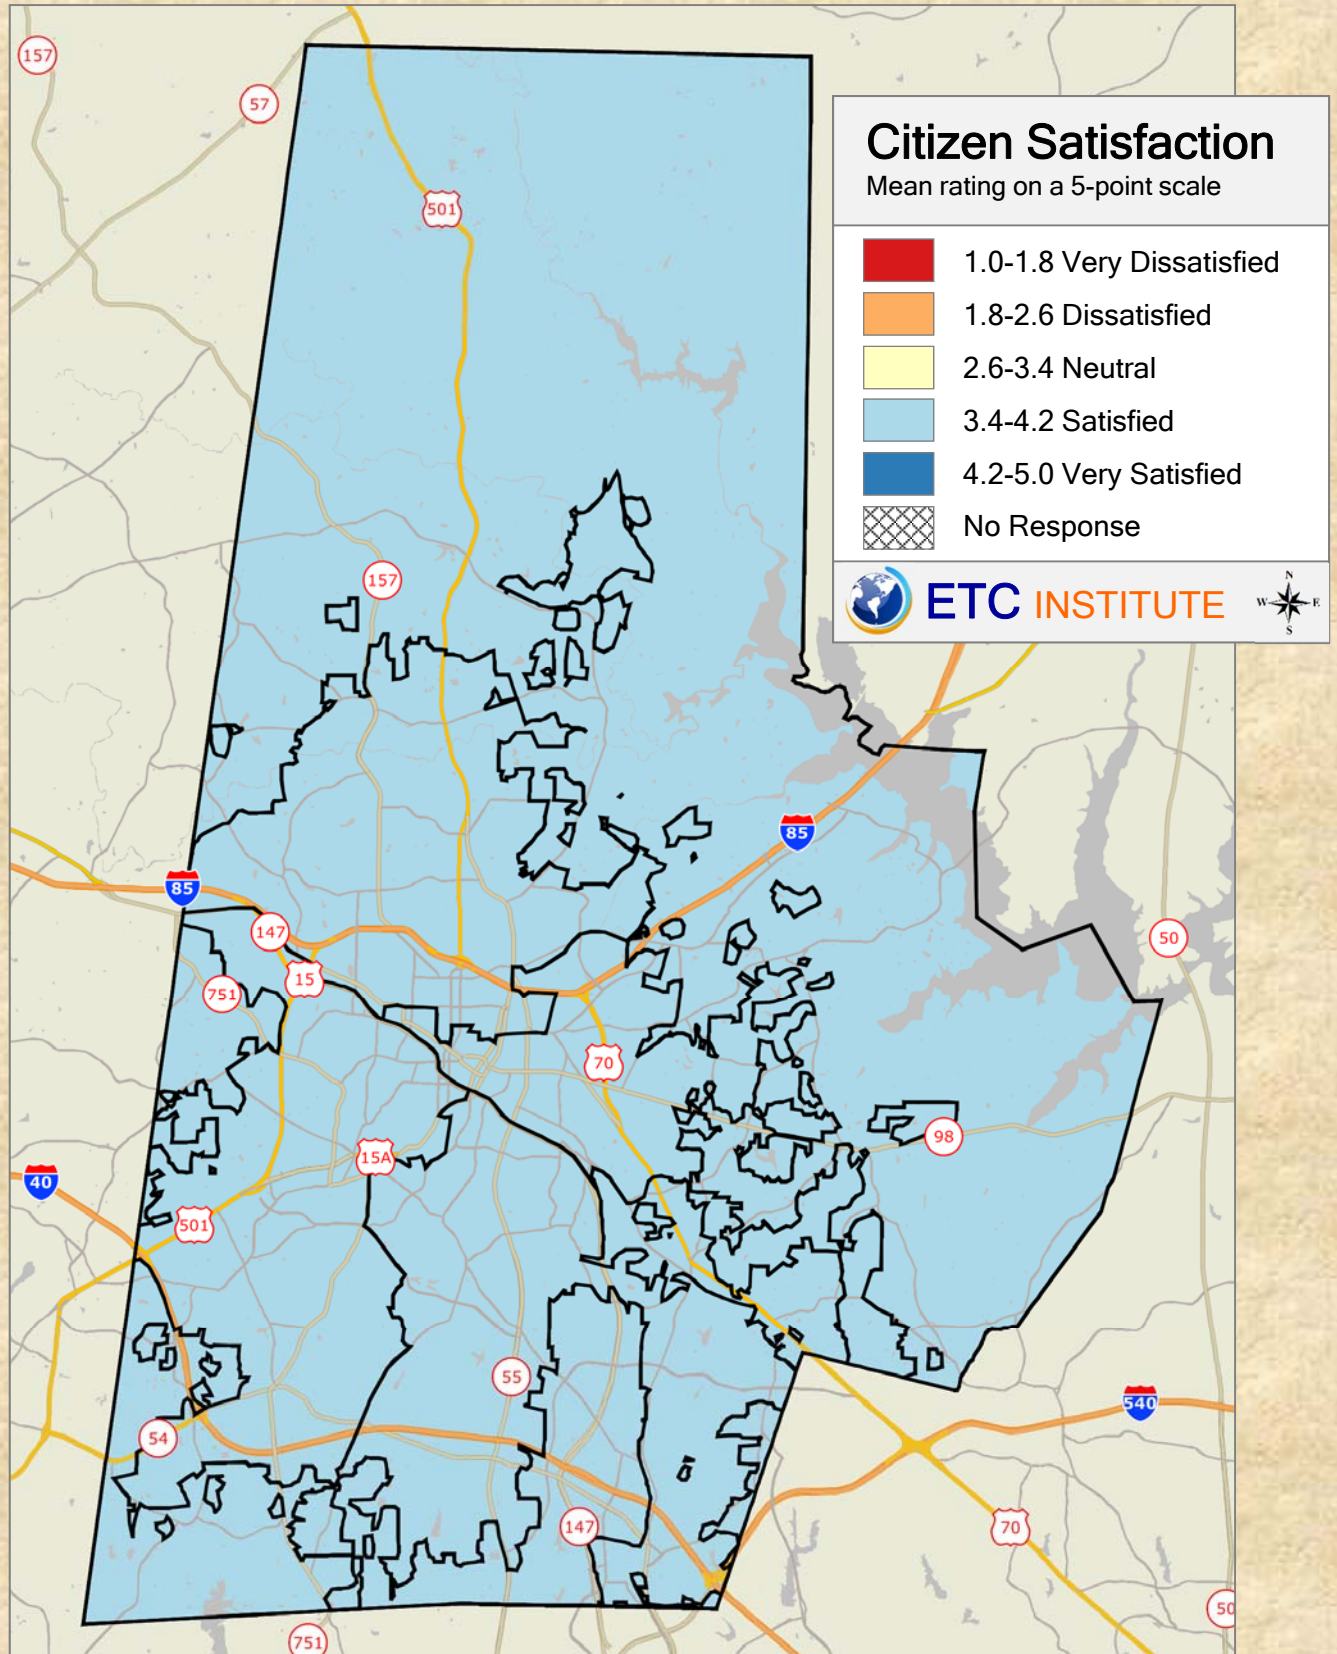 157
57
Citizen Satisfaction
Mean rating on a 5-point scale
501
1.0-1.8 Very Dissatisfied
1.8-2.6 Dissatisfied
2.6-3.4 Neutral
3.4-4.2 Satisfied
4.2-5.0 Very Satisfied
No Response
157
ETC INSTITUTE
N
W
E
S
85
85
147
50
15
751
70
98
15A
40
501
55
540
54
147
70
50
751